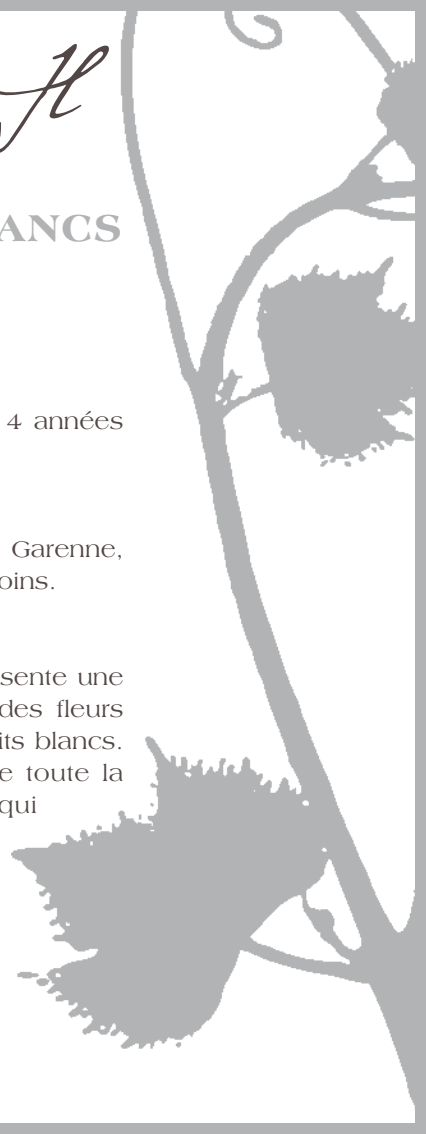 H
ANCS
4 années
Garenne,
oins.
sente une
des fleurs
its blancs.
e toute la
qui